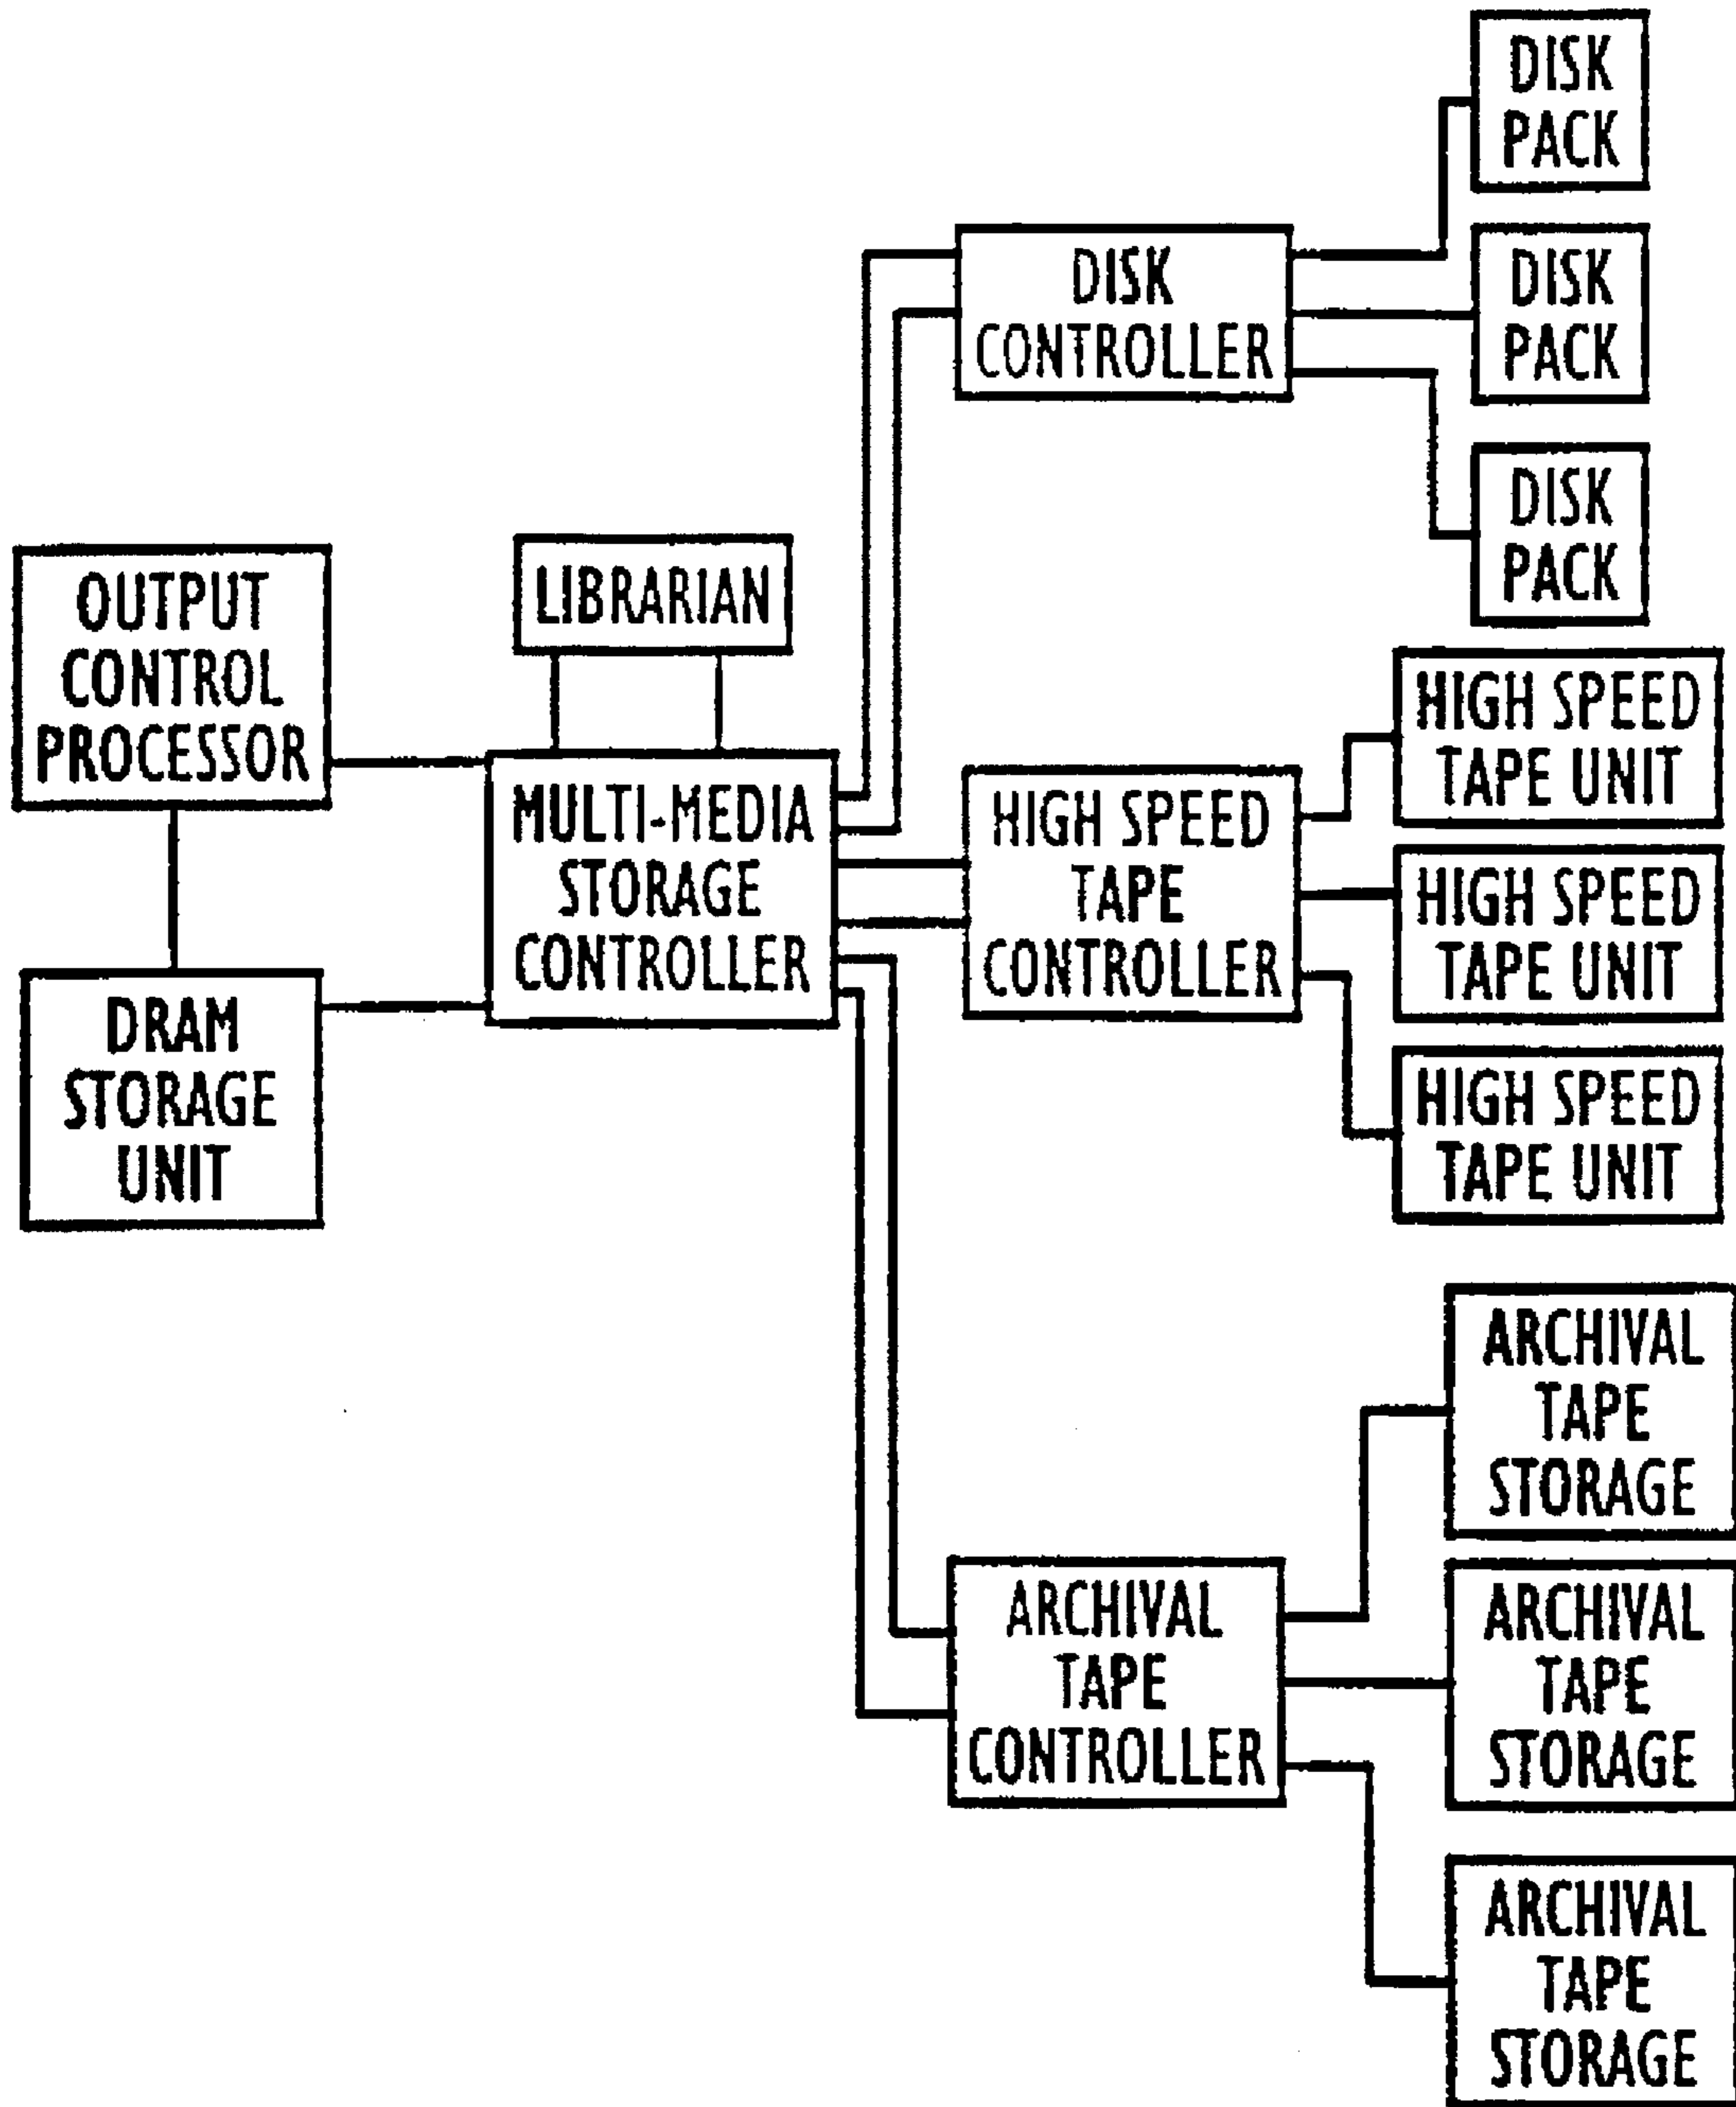 DISK
PACK
DISK
CONTROLLER
DISK
PACK
DISK
PACK
OUTPUT
CONTROL
PROCESSOR
LIBRARIAN
MULTI-MEDIA
STORAGE
CONTROLLER
DRAM
STORAGE
UNIT
HIGH SPEED
TAPE
CONTROLLER
HIGH SPEED
TAPE UNIT
HIGH SPEED
TAPE UNIT
HIGH SPEED
TAPE UNIT
ARCHIVAL
TAPE
CONTROLLER
ARCHIVAL
TAPE
STORAGE
ARCHIVAL
TAPE
STORAGE
ARCHIVAL
TAPE
STORAGE